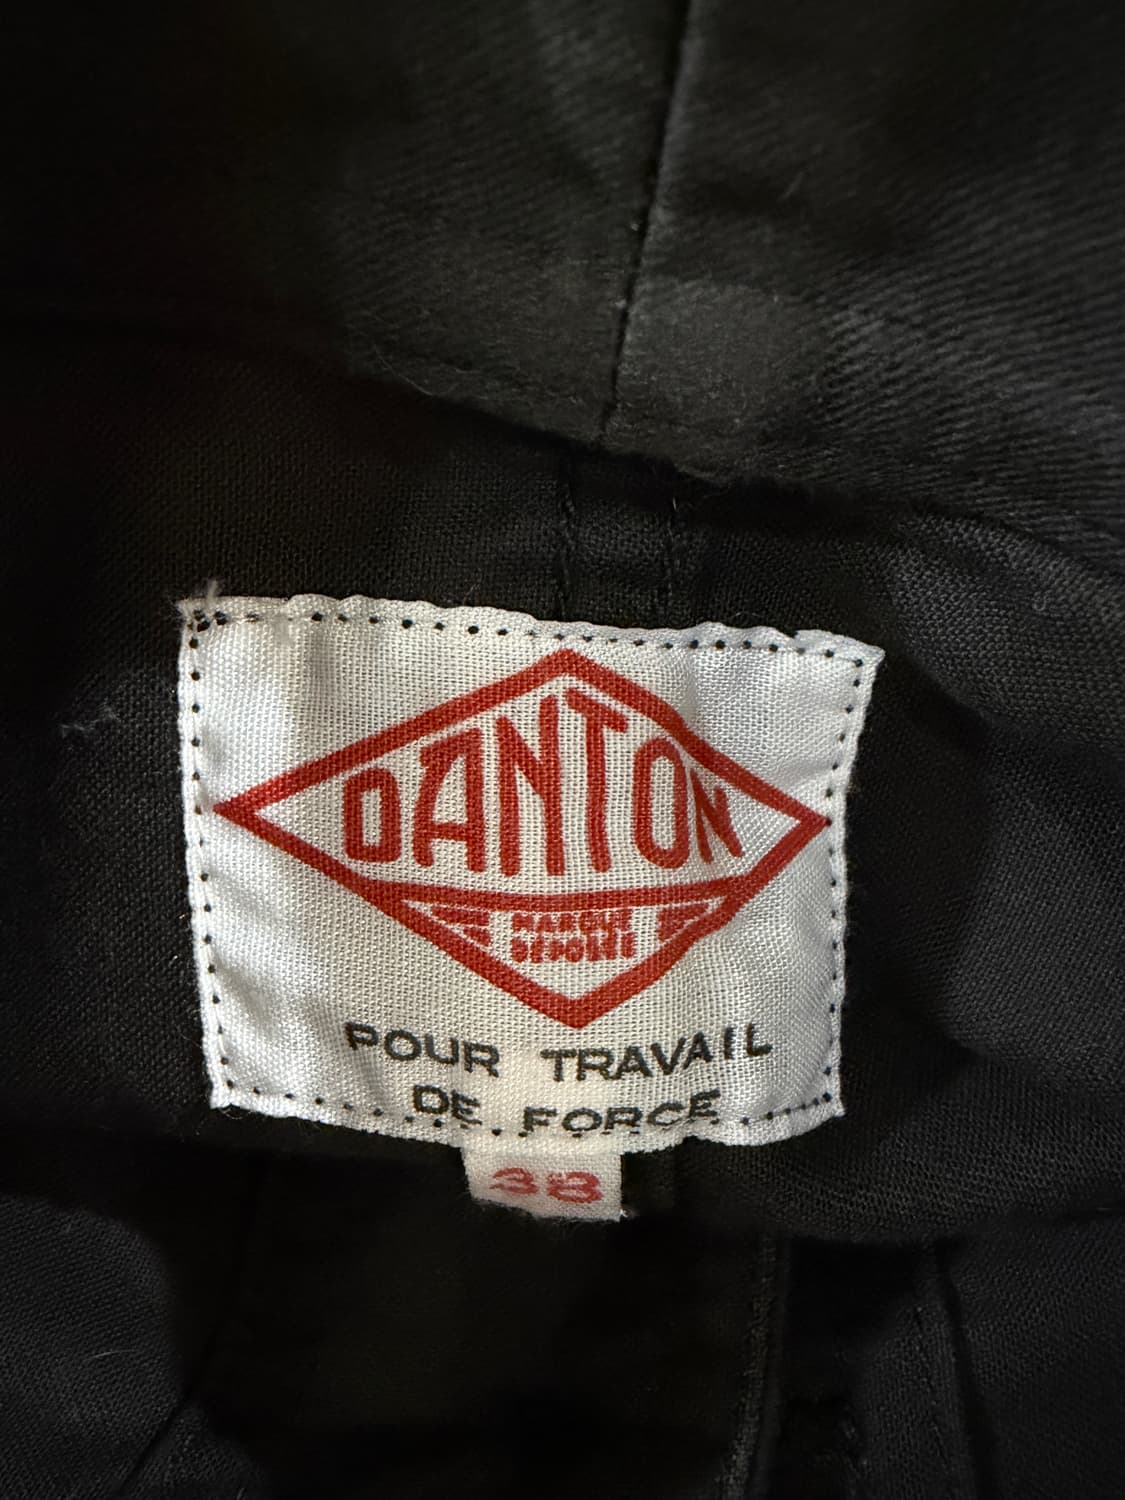 DANTON
MARQUE
DÉPOSÉE
POUR TRAVAIL
DE FORCE
38